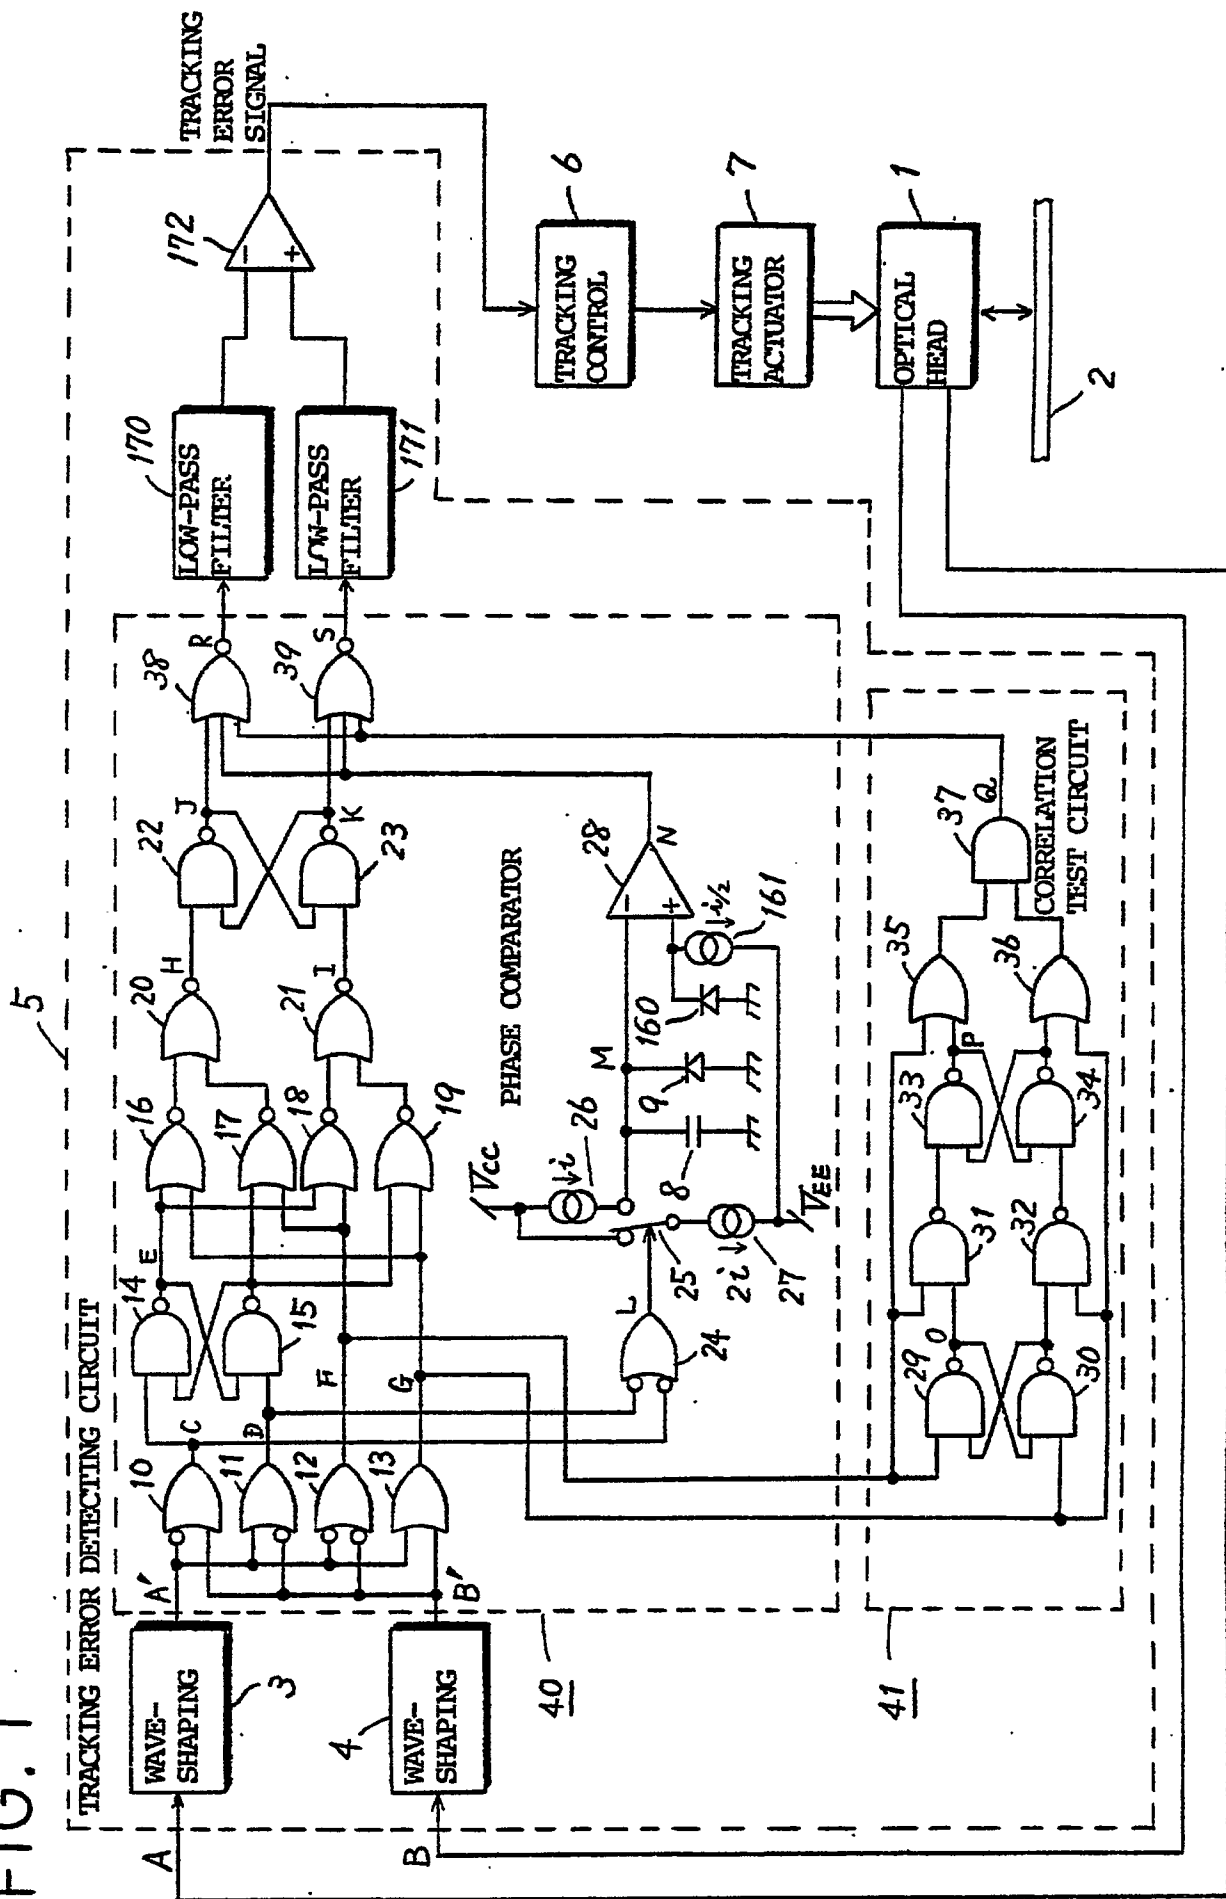 FIG. 1
5
TRACKING ERROR DETECTING CIRCUIT
TRACKING
ERROR
SIGNAL
A
WAVE-
SHAPING
3
B
4
WAVE-
SHAPING
A'
B'
40
10
11
12
13
C
D
F
G
14
15
E
16
17
18
19
20
21
H
I
22
23
J
K
38
39
R
S
170
LOW-PASS
FILTER
LOW-PASS
FILTER
171
172
−
+
PHASE COMPARATOR
24
L
25
Vcc
i
26
2i
27
VEE
8
9
M
160
161
i/2
28
−
+
N
41
29
30
O
31
32
33
34
P
35
36
37
Q
CORRELATION
TEST CIRCUIT
6
TRACKING
CONTROL
7
TRACKING
ACTUATOR
1
OPTICAL
HEAD
2